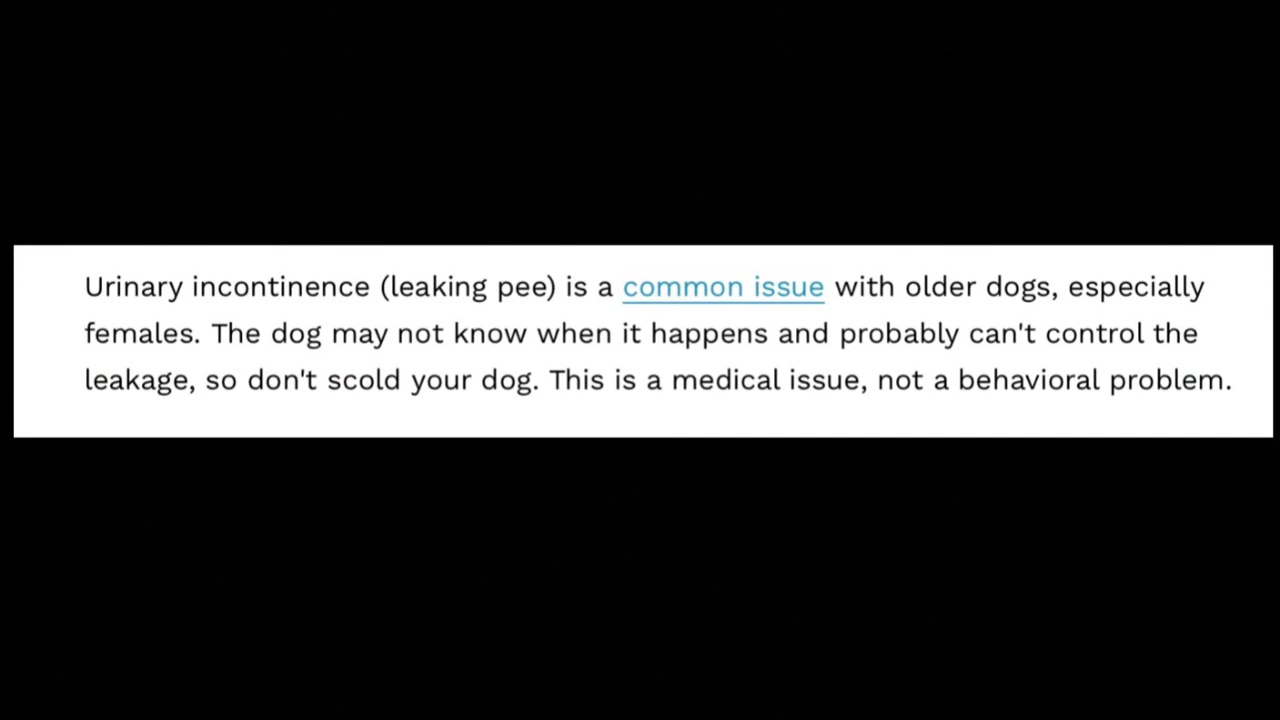 Urinary incontinence (leaking pee) is a common issue with older dogs, especially
females. The dog may not know when it happens and probably can't control the
leakage, so don't scold your dog. This is a medical issue, not a behavioral problem.